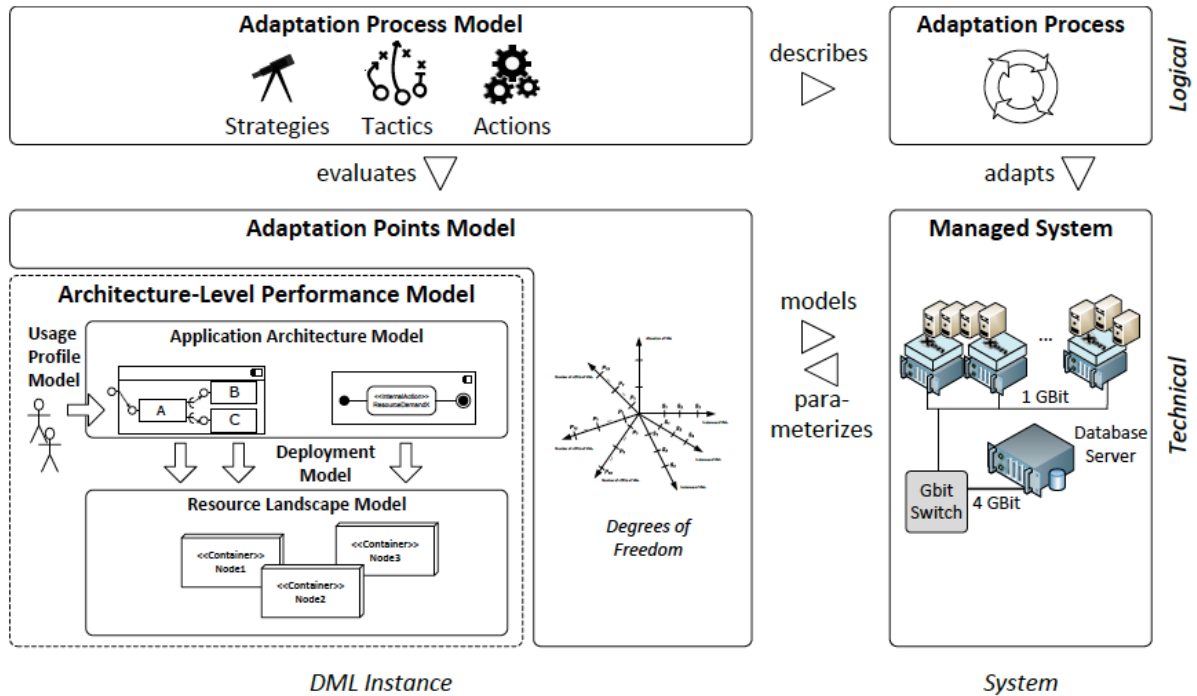 Adaptation Process Model
Strategies
Tactics
Actions
describes
Adaptation Process
Logical
evaluates
adapts
Adaptation Points Model
Architecture-Level Performance Model
Usage
Profile
Model
Application Architecture Model
A
B
C
<<InternalAction>>
ResourceDemandX
Deployment
Model
Resource Landscape Model
<<Container>>
Node1
<<Container>>
Node2
<<Container>>
Node3
Degrees of
Freedom
models
para-
meterizes
Managed System
...
1 GBit
Database
Server
Gbit
Switch
4 GBit
Technical
DML Instance
System